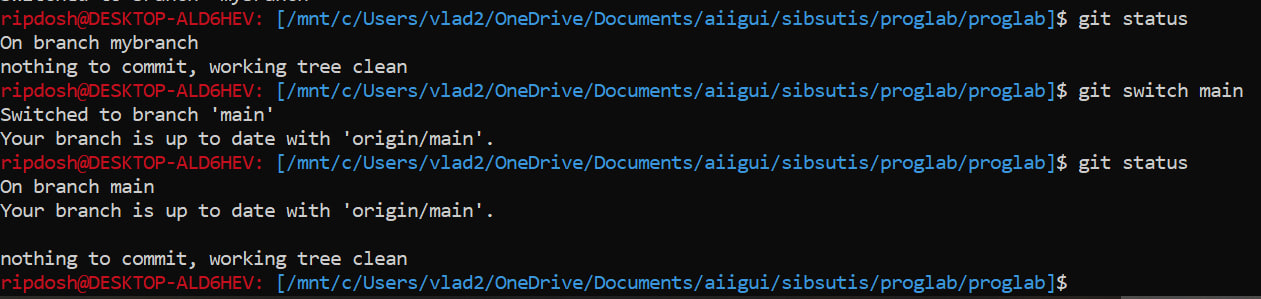 ripdosh@DESKTOP-ALD6HEV: [/mnt/c/Users/vlad2/OneDrive/Documents/aiigui/sibsutis/proglab/proglab]$ git status
On branch mybranch
nothing to commit, working tree clean
ripdosh@DESKTOP-ALD6HEV: [/mnt/c/Users/vlad2/OneDrive/Documents/aiigui/sibsutis/proglab/proglab]$ git switch main
Switched to branch 'main'
Your branch is up to date with 'origin/main'.
ripdosh@DESKTOP-ALD6HEV: [/mnt/c/Users/vlad2/OneDrive/Documents/aiigui/sibsutis/proglab/proglab]$ git status
On branch main
Your branch is up to date with 'origin/main'.
nothing to commit, working tree clean
ripdosh@DESKTOP-ALD6HEV: [/mnt/c/Users/vlad2/OneDrive/Documents/aiigui/sibsutis/proglab/proglab]$